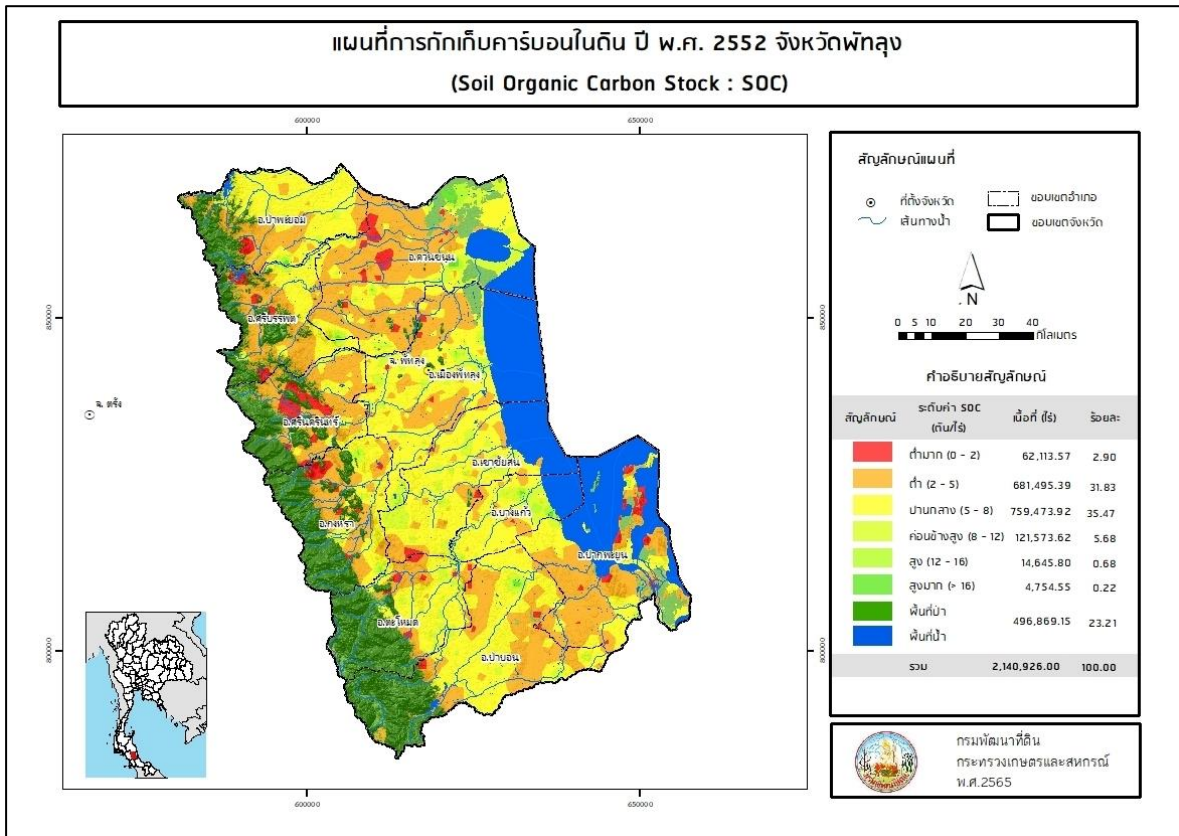 แผนที่การกักเก็บคาร์บอนในดิน ปี พ.ศ. 2552 จังหวัดพัทลุง
(Soil Organic Carbon Stock : SOC)
600000
650000
850000
850000
800000
800000
600000
650000
อ.ป่าพะยอม
อ.ควนขนุน
อ.ศรีบรรพต
จ. พัทลุง
อ.เมืองพัทลุง
จ. ตรัง
อ.ศรีนครินทร์
อ.เขาชัยสน
อ.บางแก้ว
อ.กงหรา
อ.ปากพะยูน
อ.ตะโหมด
อ.ป่าบอน
สัญลักษณ์แผนที่
ที่ตั้งจังหวัด
ขอบเขตอำเภอ
เส้นทางน้ำ
ขอบเขตจังหวัด
N
0 5 10 20 30 40
กิโลเมตร
คำอธิบายสัญลักษณ์
สัญลักษณ์ ระดับค่า SOC (ตัน/ไร่) เนื้อที่ (ไร่) ร้อยละ
ต่ำมาก (0 - 2) 62,113.57 2.90
ต่ำ (2 - 5) 681,495.39 31.83
ปานกลาง (5 - 8) 759,473.92 35.47
ค่อนข้างสูง (8 - 12) 121,573.62 5.68
สูง (12 - 16) 14,645.80 0.68
สูงมาก (> 16) 4,754.55 0.22
พื้นที่ป่า
496,869.15 23.21
พื้นที่น้ำ
รวม 2,140,926.00 100.00
กรมพัฒนาที่ดิน
กระทรวงเกษตรและสหกรณ์
พ.ศ.2565